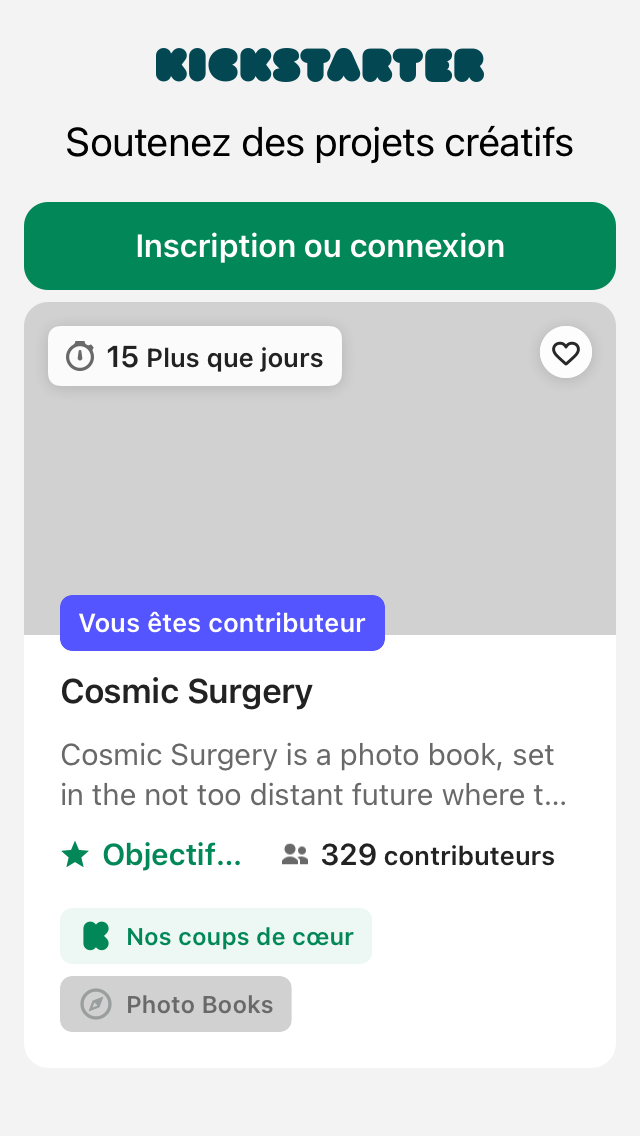 KICKSTARTER
Soutenez des projets créatifs
Inscription ou connexion
15 Plus que jours
Vous êtes contributeur
Cosmic Surgery
Cosmic Surgery is a photo book, set
in the not too distant future where t...
Objectif... 329 contributeurs
Nos coups de cœur
Photo Books